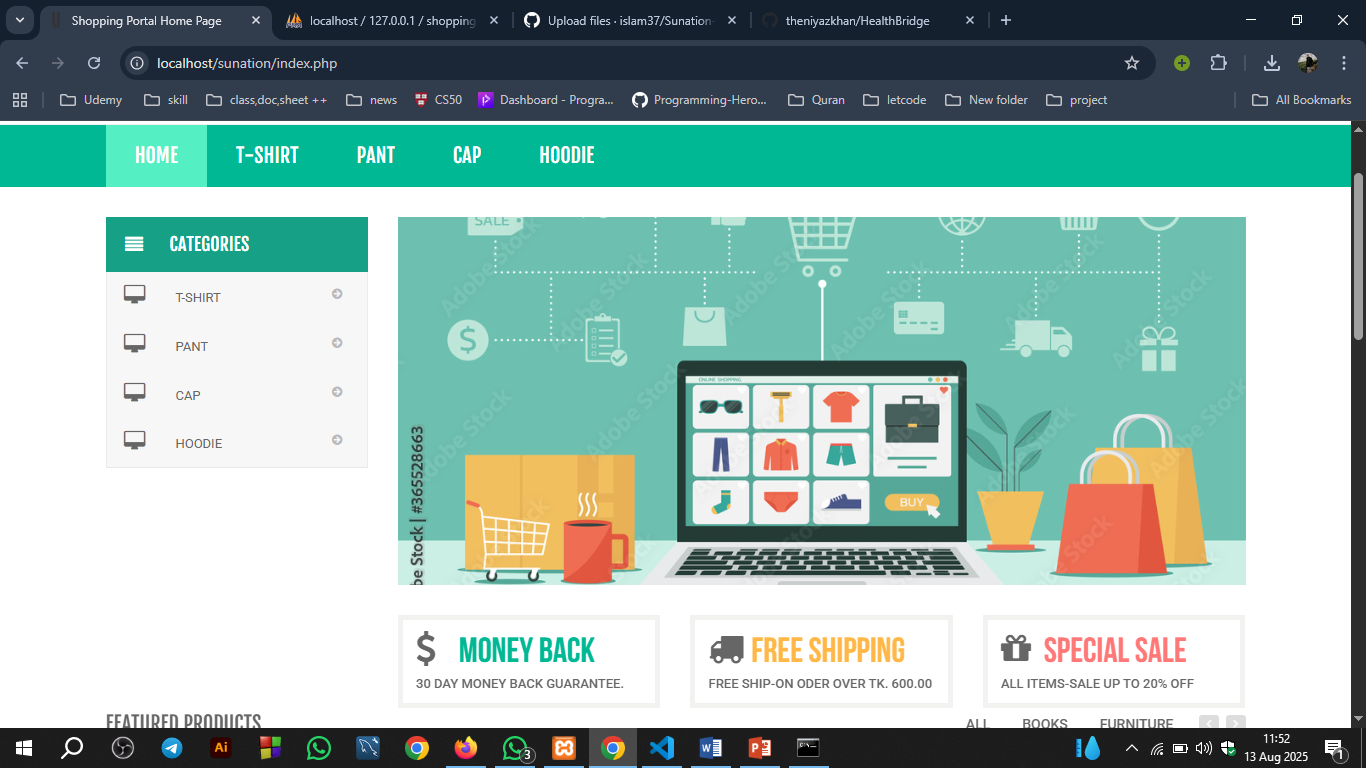 Shopping Portal Home Page
localhost / 127.0.0.1 / shopping
Upload files · islam37/Sunation-
theniyazkhan/HealthBridge
localhost/sunation/index.php
Udemy
skill
class,doc,sheet ++
news
CS50
Dashboard - Progra...
Programming-Hero...
Quran
letcode
New folder
project
All Bookmarks
HOME
T-SHIRT
PANT
CAP
HOODIE
CATEGORIES
T-SHIRT
PANT
CAP
HOODIE
SALE
Adobe Stock
ONLINE SHOPPING
BUY
be Stock | #365528663
MONEY BACK
30 DAY MONEY BACK GUARANTEE.
FREE SHIPPING
FREE SHIP-ON ODER OVER TK. 600.00
SPECIAL SALE
ALL ITEMS-SALE UP TO 20% OFF
FEATURED PRODUCTS
ALL
BOOKS
FURNITURE
Ai
3
11:52
13 Aug 2025
1